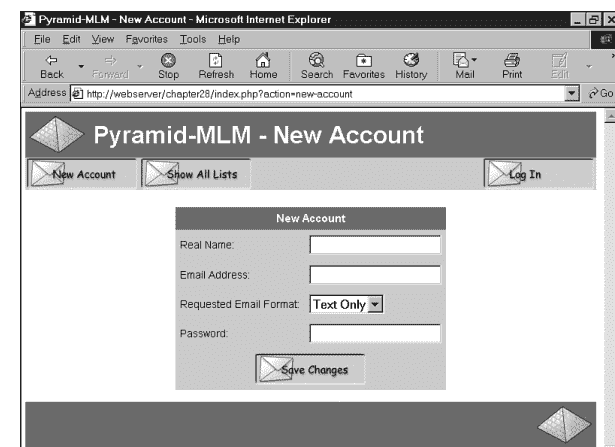 Pyramid-MLM - New Account - Microsoft Internet Explorer
File Edit View Favorites Tools Help
Back Forward Stop Refresh Home Search Favorites History Mail Print Edit
Address http://webserver/chapter28/index.php?action=new-account Go
Pyramid-MLM - New Account
New Account Show All Lists Log In
New Account
Real Name:
Email Address:
Requested Email Format: Text Only
Password:
Save Changes